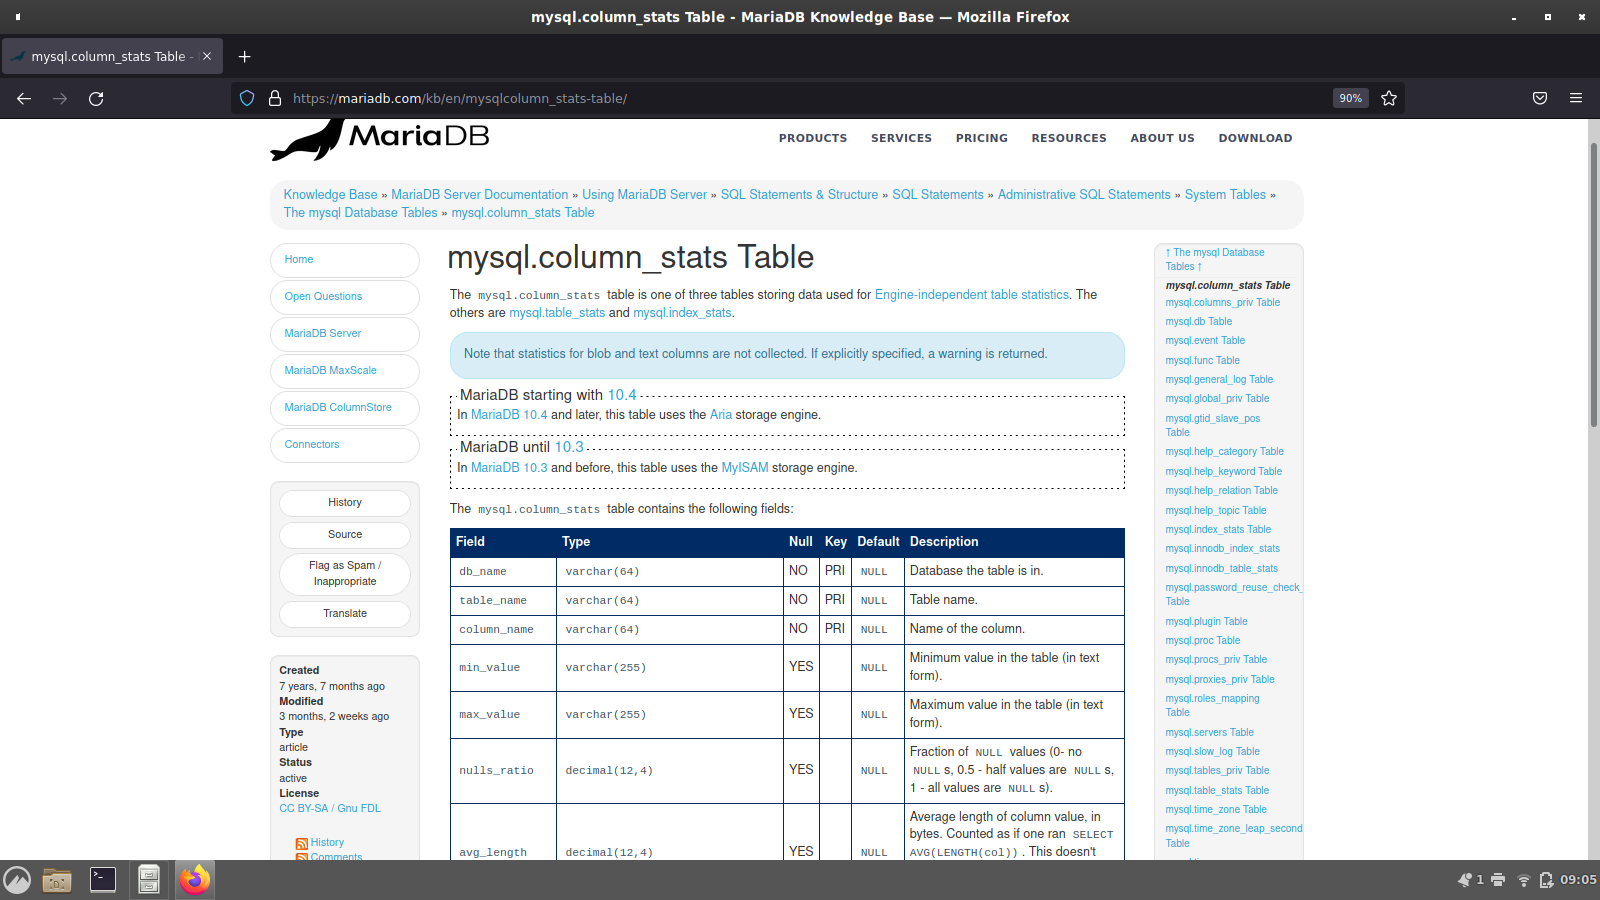 mysql.column_stats Table - MariaDB Knowledge Base — Mozilla Firefox
mysql.column_stats Table -
https://mariadb.com/kb/en/mysqlcolumn_stats-table/
90%
MariaDB
PRODUCTS SERVICES PRICING RESOURCES ABOUT US DOWNLOAD
Knowledge Base » MariaDB Server Documentation » Using MariaDB Server » SQL Statements & Structure » SQL Statements » Administrative SQL Statements » System Tables »
The mysql Database Tables » mysql.column_stats Table
Home
Open Questions
MariaDB Server
MariaDB MaxScale
MariaDB ColumnStore
Connectors
History
Source
Flag as Spam /
Inappropriate
Translate
Created
7 years, 7 months ago
Modified
3 months, 2 weeks ago
Type
article
Status
active
License
CC BY-SA / Gnu FDL
History
Comments
mysql.column_stats Table
The mysql.column_stats table is one of three tables storing data used for Engine-independent table statistics. The
others are mysql.table_stats and mysql.index_stats.
Note that statistics for blob and text columns are not collected. If explicitly specified, a warning is returned.
MariaDB starting with 10.4
In MariaDB 10.4 and later, this table uses the Aria storage engine.
MariaDB until 10.3
In MariaDB 10.3 and before, this table uses the MyISAM storage engine.
The mysql.column_stats table contains the following fields:
Field Type Null Key Default Description
db_name varchar(64) NO PRI NULL Database the table is in.
table_name varchar(64) NO PRI NULL Table name.
column_name varchar(64) NO PRI NULL Name of the column.
min_value varchar(255) YES NULL Minimum value in the table (in text
form).
max_value varchar(255) YES NULL Maximum value in the table (in text
form).
nulls_ratio decimal(12,4) YES NULL Fraction of NULL values (0- no
NULL s, 0.5 - half values are NULL s,
1 - all values are NULL s).
avg_length decimal(12,4) YES NULL Average length of column value, in
bytes. Counted as if one ran SELECT
AVG(LENGTH(col)) . This doesn't
↑ The mysql Database
Tables ↑
mysql.column_stats Table
mysql.columns_priv Table
mysql.db Table
mysql.event Table
mysql.func Table
mysql.general_log Table
mysql.global_priv Table
mysql.gtid_slave_pos
Table
mysql.help_category Table
mysql.help_keyword Table
mysql.help_relation Table
mysql.help_topic Table
mysql.index_stats Table
mysql.innodb_index_stats
mysql.innodb_table_stats
mysql.password_reuse_check_
Table
mysql.plugin Table
mysql.proc Table
mysql.procs_priv Table
mysql.proxies_priv Table
mysql.roles_mapping
Table
mysql.servers Table
mysql.slow_log Table
mysql.tables_priv Table
mysql.table_stats Table
mysql.time_zone Table
mysql.time_zone_leap_second
Table
1
09:05